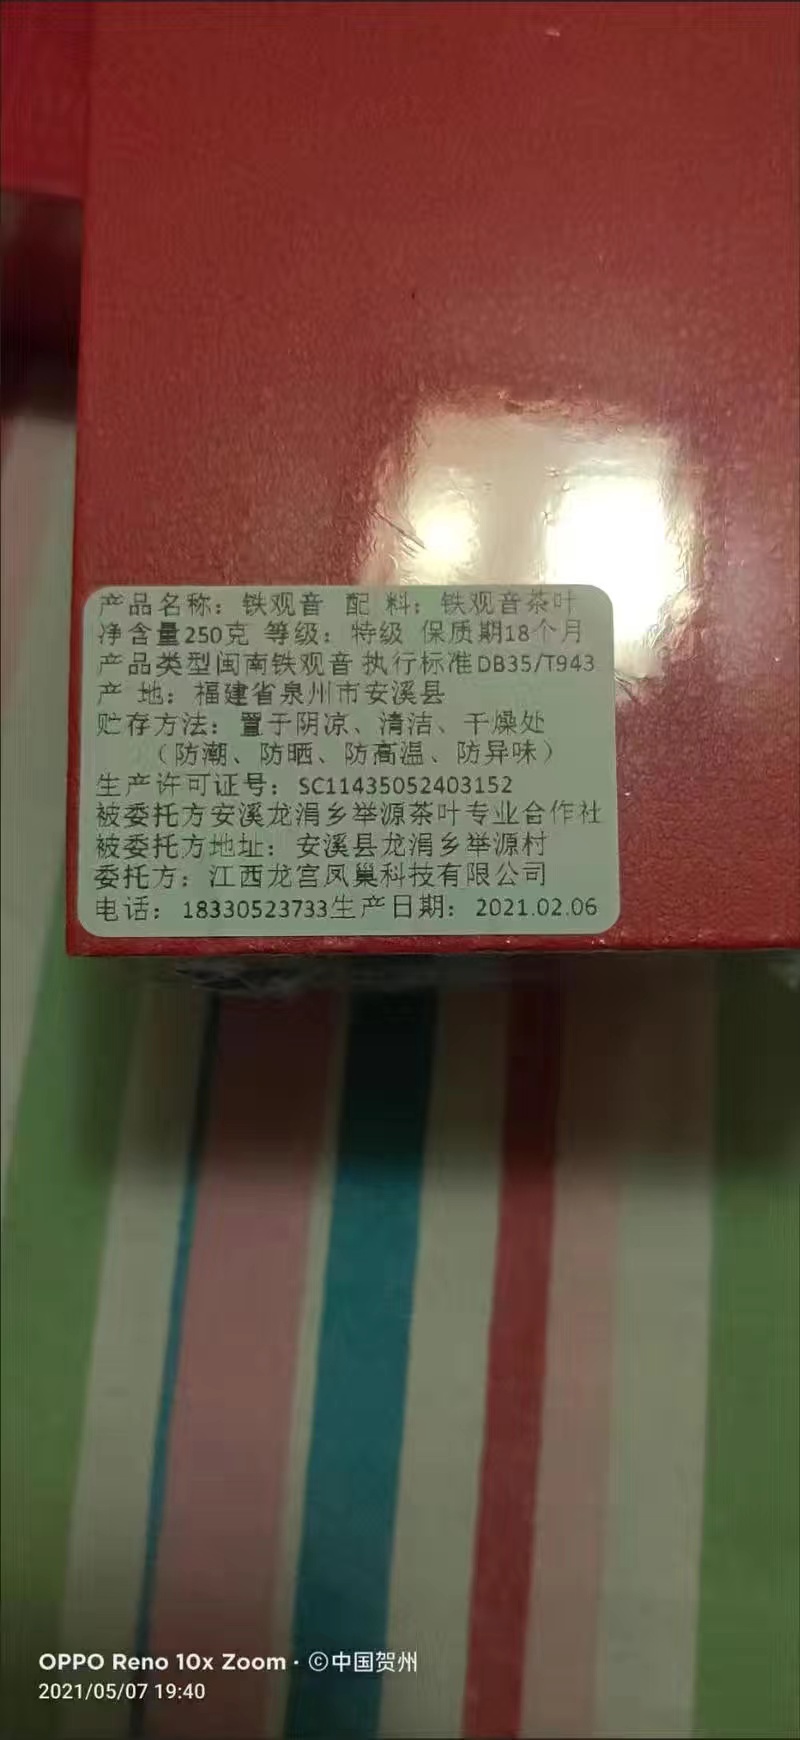 产品名称：铁观音 配 料：铁观音茶叶
净含量250克 等级：特级 保质期18个月
产品类型闽南铁观音 执行标准DB35/T943
产 地：福建省泉州市安溪县
贮存方法：置于阴凉、清洁、干燥处
（防潮、防晒、防高温、防异味）
生产许可证号：SC11435052403152
被委托方安溪龙涓乡举源茶叶专业合作社
被委托方地址：安溪县龙涓乡举源村
委托方：江西龙宫凤巢科技有限公司
电话：18330523733生产日期：2021.02.06
OPPO Reno 10x Zoom · ©中国贺州
2021/05/07 19:40